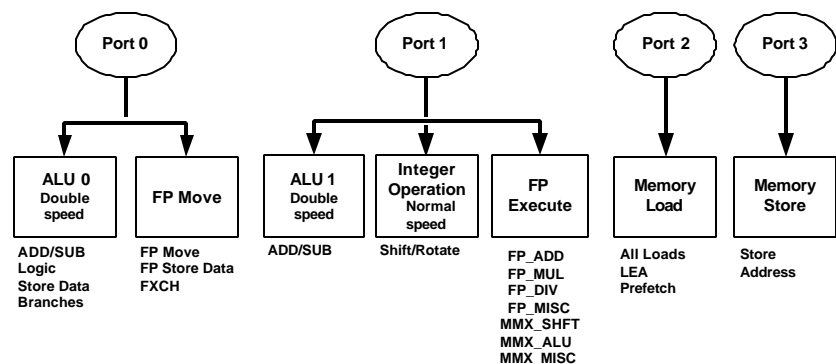 Port 0
Port 1
Port 2
Port 3
ALU 0
Double
speed
FP Move
ALU 1
Double
speed
Integer
Operation
Normal
speed
FP
Execute
Memory
Load
Memory
Store
ADD/SUB
Logic
Store Data
Branches
FP Move
FP Store Data
FXCH
ADD/SUB
Shift/Rotate
FP_ADD
FP_MUL
FP_DIV
FP_MISC
MMX_SHFT
MMX_ALU
MMX_MISC
All Loads
LEA
Prefetch
Store
Address